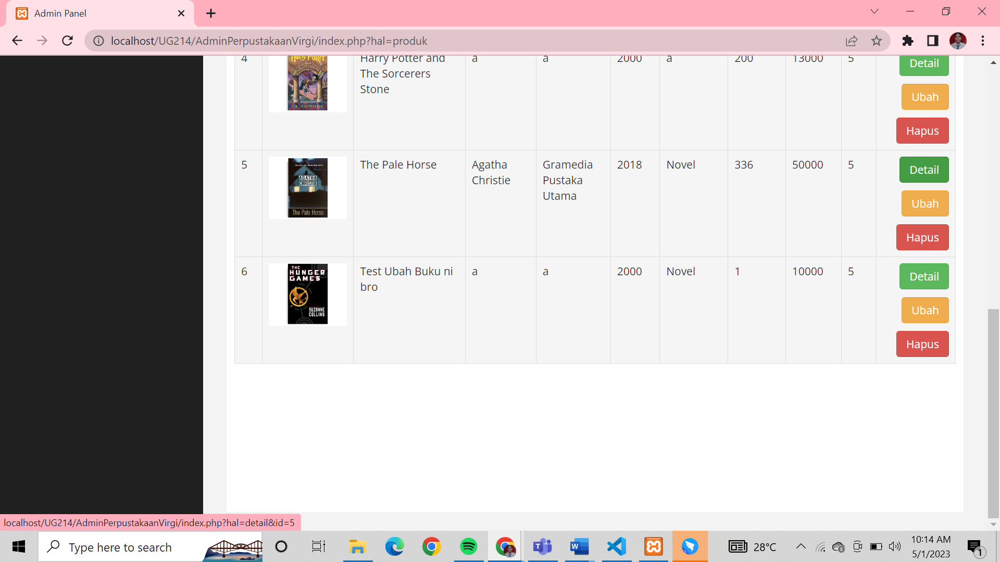 Admin Panel
localhost/UG214/AdminPerpustakaanVirgi/index.php?hal=produk
4 Harry Potter and a a 2000 a 200 13000 5 Detail
The Sorcerers
Stone
Ubah
Hapus
Harry Potter
J.K. ROWLING
5 The Pale Horse Agatha Gramedia 2018 Novel 336 50000 5 Detail
Christie Pustaka
Utama
Ubah
Hapus
AGATHA
CHRISTIE
The Pale Horse
6 Test Ubah Buku ni a a 2000 Novel 1 10000 5 Detail
bro
Ubah
Hapus
THE
HUNGER
GAMES
SUZANNE
COLLINS
localhost/UG214/AdminPerpustakaanVirgi/index.php?hal=detail&id=5
Type here to search
28°C
10:14 AM
5/1/2023
1